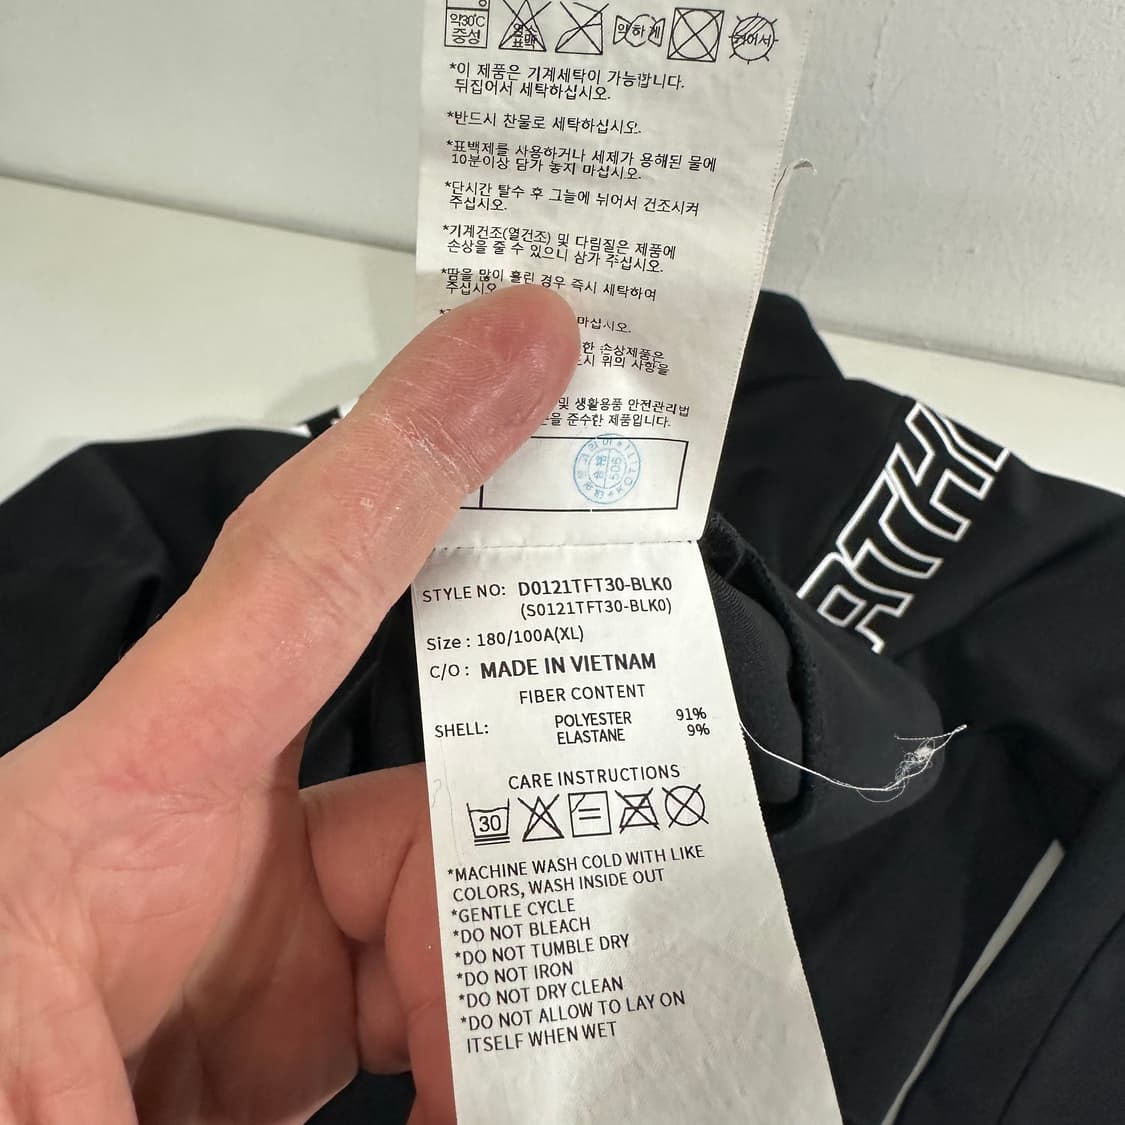 약30℃
중성
염소
표백
약하게
뉘어서
*이 제품은 기계세탁이 가능합니다.
뒤집어서 세탁하십시오.
*반드시 찬물로 세탁하십시오.
*표백제를 사용하거나 세제가 용해된 물에
10분이상 담가 놓지 마십시오.
*단시간 탈수 후 그늘에 뉘어서 건조시켜
주십시오.
*기계건조(열건조) 및 다림질은 제품에
손상을 줄 수 있으니 삼가 주십시오.
*땀을 많이 흘린 경우 즉시 세탁하여
주십시오
마십시오.
한 손상제품은
시 위의 사항을
및 생활용품 안전관리법
을 준수한 제품입니다.
STYLE NO: D0121TFT30-BLK0
(S0121TFT30-BLK0)
Size : 180/100A(XL)
C/O : MADE IN VIETNAM
FIBER CONTENT
SHELL: POLYESTER 91%
ELASTANE 9%
CARE INSTRUCTIONS
30
*MACHINE WASH COLD WITH LIKE
COLORS, WASH INSIDE OUT
*GENTLE CYCLE
*DO NOT BLEACH
*DO NOT TUMBLE DRY
*DO NOT IRON
*DO NOT DRY CLEAN
*DO NOT ALLOW TO LAY ON
ITSELF WHEN WET